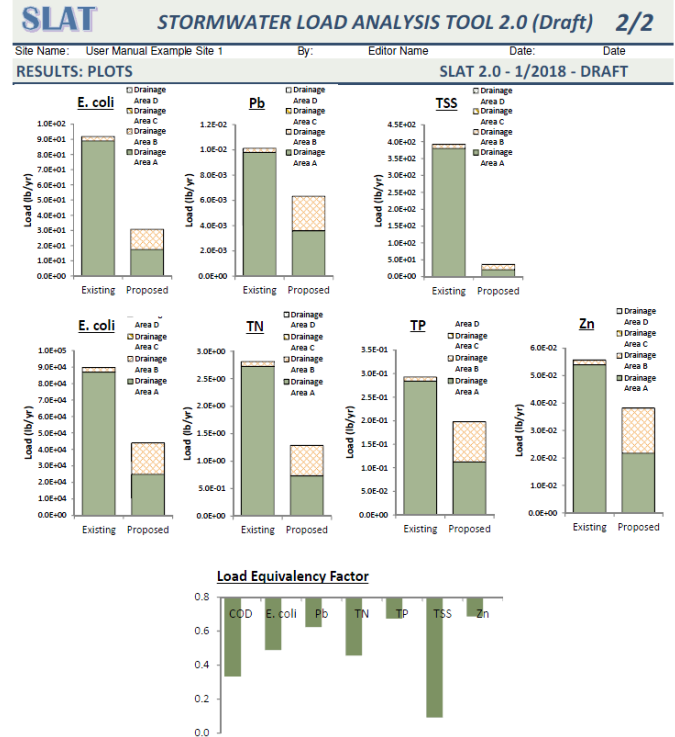 SLAT
STORMWATER LOAD ANALYSIS TOOL 2.0 (Draft) 2/2
Site Name: User Manual Example Site 1 By: Editor Name Date: Date
RESULTS: PLOTS SLAT 2.0 - 1/2018 - DRAFT
E. coli
Drainage
Area D
Drainage
Area C
Drainage
Area B
Drainage
Area A
Load (lb/yr)
1.0E+02
9.0E+01
8.0E+01
7.0E+01
6.0E+01
5.0E+01
4.0E+01
3.0E+01
2.0E+01
1.0E+01
0.0E+00
Existing Proposed
Pb
Drainage
Area D
Drainage
Area C
Drainage
Area B
Drainage
Area A
Load (lb/yr)
1.2E-02
1.0E-02
8.0E-03
6.0E-03
4.0E-03
2.0E-03
0.0E+00
Existing Proposed
TSS
Drainage
Area D
Drainage
Area C
Drainage
Area B
Drainage
Area A
Load (lb/yr)
4.5E+02
4.0E+02
3.5E+02
3.0E+02
2.5E+02
2.0E+02
1.5E+02
1.0E+02
5.0E+01
0.0E+00
Existing Proposed
E. coli
Area D
Drainage
Area C
Drainage
Area B
Drainage
Area A
Load (lb/yr)
1.0E+05
9.0E+04
8.0E+04
7.0E+04
6.0E+04
5.0E+04
4.0E+04
3.0E+04
2.0E+04
1.0E+04
0.0E+00
Existing Proposed
TN
Drainage
Area D
Drainage
Area C
Drainage
Area B
Drainage
Area A
Load (lb/yr)
3.0E+00
2.5E+00
2.0E+00
1.5E+00
1.0E+00
5.0E-01
0.0E+00
Existing Proposed
TP
Area D
Drainage
Area C
Drainage
Area B
Drainage
Area A
Load (lb/yr)
3.5E-01
3.0E-01
2.5E-01
2.0E-01
1.5E-01
1.0E-01
5.0E-02
0.0E+00
Existing Proposed
Zn
Drainage
Area D
Drainage
Area C
Drainage
Area B
Drainage
Area A
Load (lb/yr)
6.0E-02
5.0E-02
4.0E-02
3.0E-02
2.0E-02
1.0E-02
0.0E+00
Existing Proposed
Load Equivalency Factor
0.8
COD E. coli Pb TN TP TSS Zn
0.6
0.4
0.2
0.0